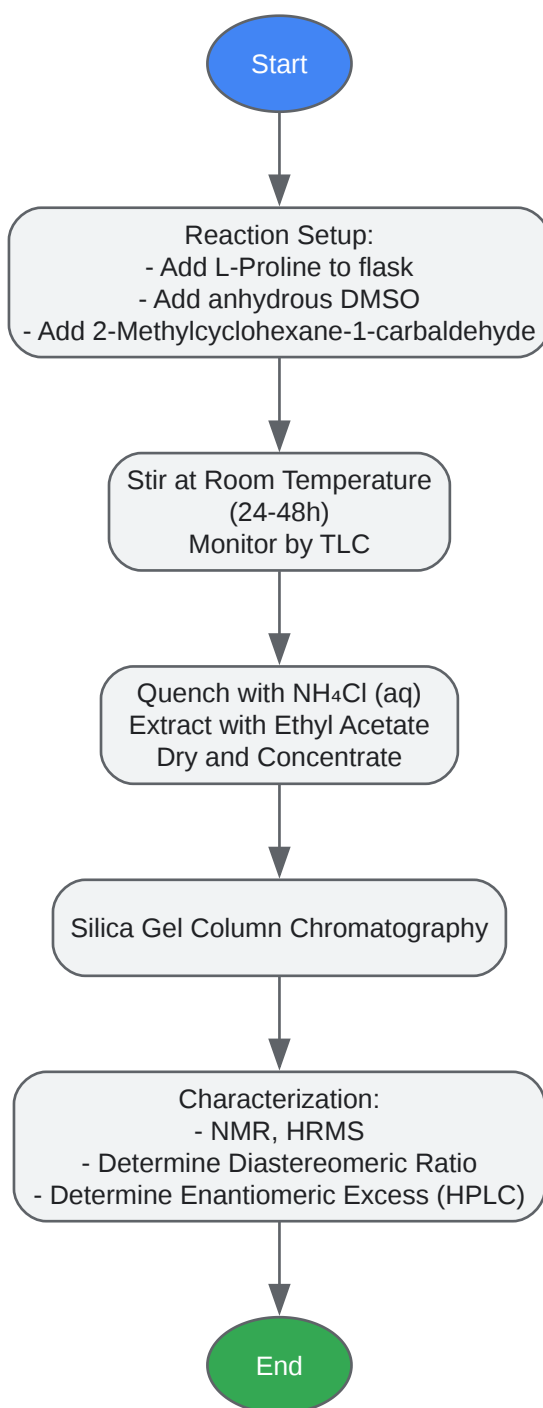 Start
Reaction Setup:
- Add L-Proline to flask
- Add anhydrous DMSO
- Add 2-Methylcyclohexane-1-carbaldehyde
Stir at Room Temperature
(24-48h)
Monitor by TLC
Quench with NH₄Cl (aq)
Extract with Ethyl Acetate
Dry and Concentrate
Silica Gel Column Chromatography
Characterization:
- NMR, HRMS
- Determine Diastereomeric Ratio
- Determine Enantiomeric Excess (HPLC)
End